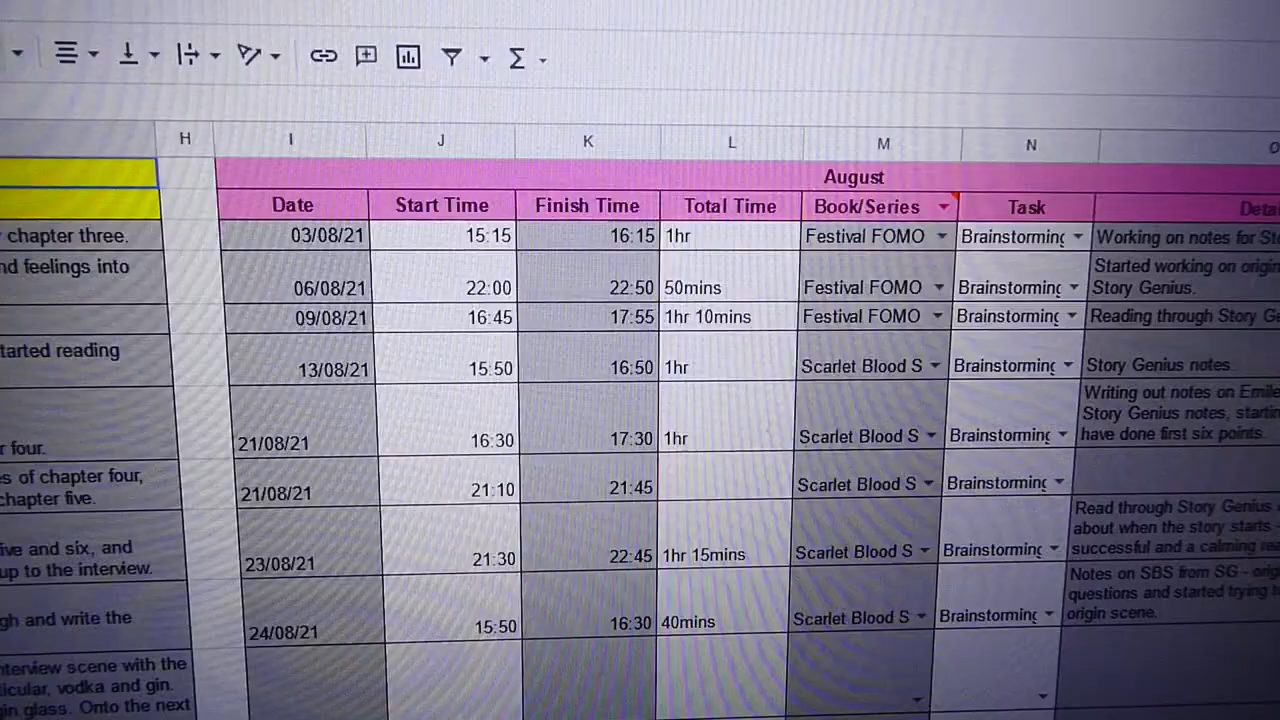 H I J K L M N
August
Date Start Time Finish Time Total Time Book/Series Task
chapter three. 03/08/21 15:15 16:15 1hr Festival FOMO Brainstorming Working on notes for
feelings into Started working on
06/08/21 22:00 22:50 50mins Festival FOMO Brainstorming Story Genius.
09/08/21 16:45 17:55 1hr 10mins Festival FOMO Brainstorming Reading through Story
started reading
13/08/21 15:50 16:50 1hr Scarlet Blood S Brainstorming Story Genius notes.
Writing out notes on
Story Genius notes,
four. 21/08/21 16:30 17:30 1hr Scarlet Blood S Brainstorming have done first six points.
of chapter four,
chapter five. 21/08/21 21:10 21:45 Scarlet Blood S Brainstorming
Read through Story Genius
about when the story starts
and six, and 23/08/21 21:30 22:45 1hr 15mins Scarlet Blood S Brainstorming successful and a calming
up to the interview.
Notes on SBS from SG -
questions and started trying
and write the 24/08/21 15:50 16:30 40mins Scarlet Blood S Brainstorming origin scene.
interview scene with the
vodka and gin.
gin glass. Onto the next